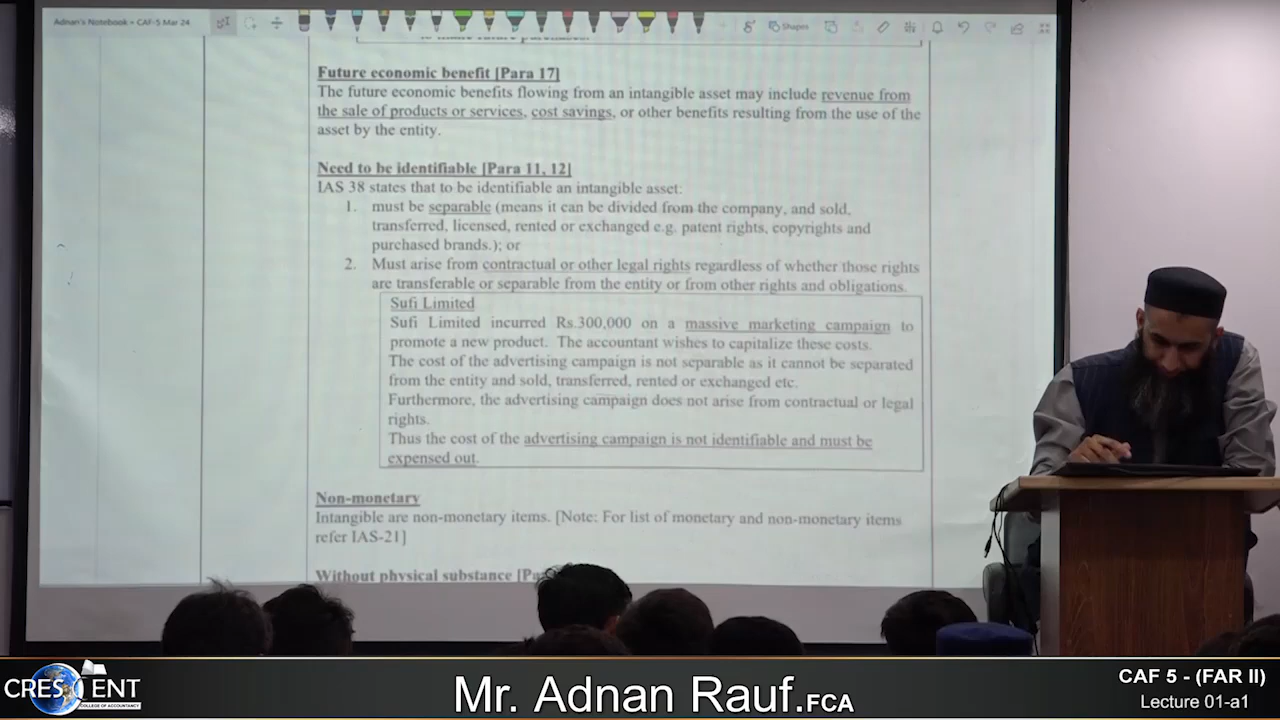 Adnan's Notebook – CAF-5 Mar 24
Shapes
Future economic benefit [Para 17]
The future economic benefits flowing from an intangible asset may include revenue from
the sale of products or services, cost savings, or other benefits resulting from the use of the
asset by the entity.
Need to be identifiable [Para 11, 12]
IAS 38 states that to be identifiable an intangible asset:
1. must be separable (means it can be divided from the company, and sold,
transferred, licensed, rented or exchanged e.g. patent rights, copyrights and
purchased brands.); or
2. Must arise from contractual or other legal rights regardless of whether those rights
are transferable or separable from the entity or from other rights and obligations.
Sufi Limited
Sufi Limited incurred Rs.300,000 on a massive marketing campaign to
promote a new product. The accountant wishes to capitalize these costs.
The cost of the advertising campaign is not separable as it cannot be separated
from the entity and sold, transferred, rented or exchanged etc.
Furthermore, the advertising campaign does not arise from contractual or legal
rights.
Thus the cost of the advertising campaign is not identifiable and must be
expensed out.
Non-monetary
Intangible are non-monetary items. [Note: For list of monetary and non-monetary items
refer IAS-21]
Without physical substance
CRESCENT
COLLEGE OF ACCOUNTANCY
Mr. Adnan Rauf.FCA
CAF 5 - (FAR II)
Lecture 01-a1